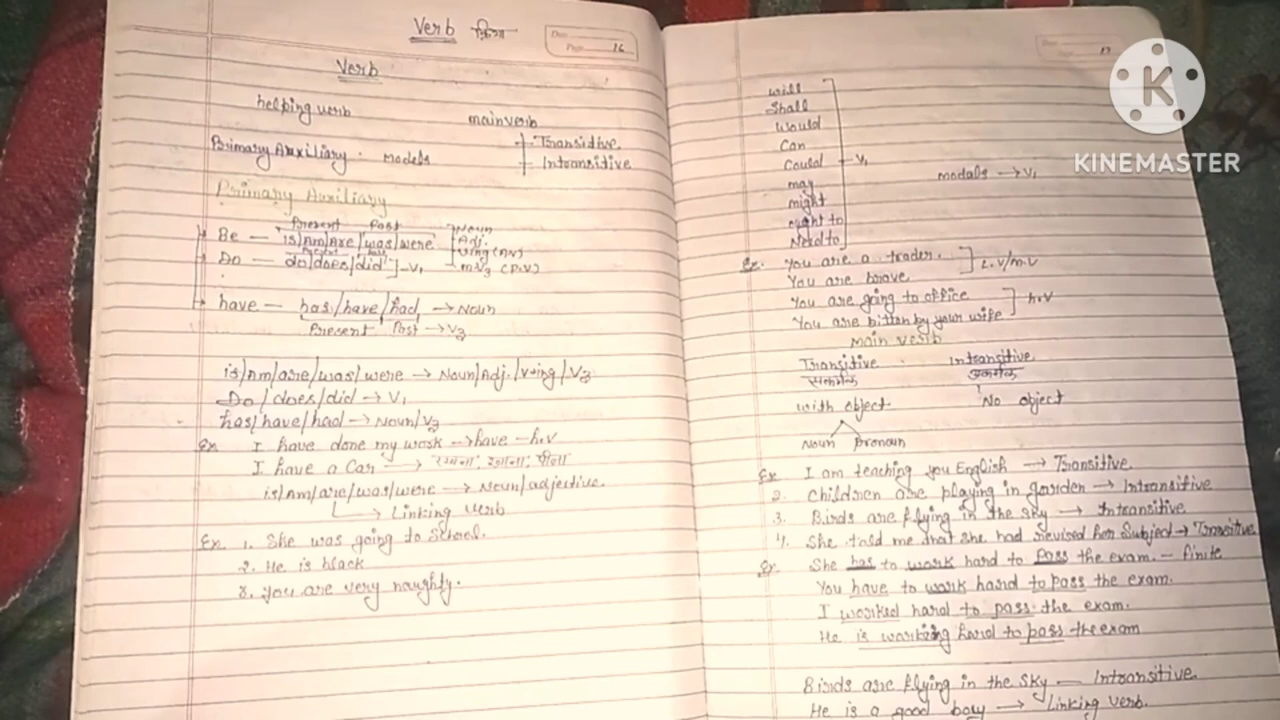 Verb क्रिया
Date
Page 16
Verb
helping verb mainverb
Primary Auxiliary. Models Transitive
Intransitive
Primary Auxiliary
Present Past Noun
Be — is/Am/Are/was/were Adj.
Present Past Ving (A.V)
Do — do/does/did — V1 m.V3 (P.V)
have — has/have/had → Noun
Present Past → V3
is/Am/are/was/were → Noun/Adj./V+ing/V3
Do/does/did → V1
has/have/had → Noun/V3
Ex I have done my work → have — h.v
I have a Car → रखना, खाना, पीना
is/Am/are/was/were → Noun/adjective.
→ Linking verb
Ex. 1. She was going to School.
2. He is black
3. You are very naughty.
17
will
Shall
Would
Can
Could — V1
may modals → V1
might
ought to
Need to
Ex. You are a trader. L.V/m.V
You are brave
You are going to office h.v
You are bitten by your wife
Main verb
Transitive Intransitive
सकर्मक अकर्मक
with object No object
Noun Pronoun
Ex I am teaching you English → Transitive
2. Children are playing in garden → Intransitive
3. Birds are flying in the sky → Intransitive
4. She told me that she had revised her Subject → Transitive
Ex. She has to work hard to pass the exam. — finite
You have to work hard to pass the exam.
I worked hard to pass the exam.
He is working hard to pass the exam
Birds are flying in the sky — Intransitive
He is a good boy → Linking verb.
K
KINEMASTER